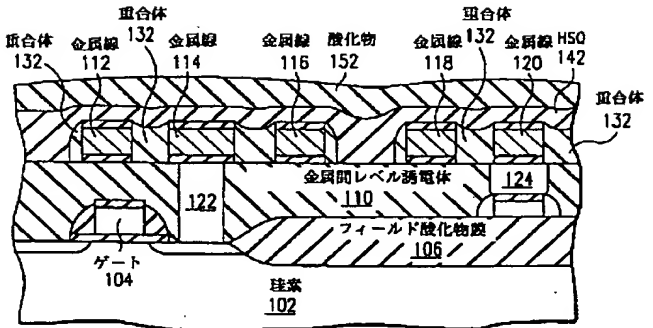 重合体
132
金属線
112
重合体
132
金属線
114
金属線
116
酸化物
152
金属線
118
重合体
132
金属線
120
HSQ
142
重合体
132
122
金属間レベル誘電体
110
124
フィールド酸化物膜
106
ゲート
104
珪素
102